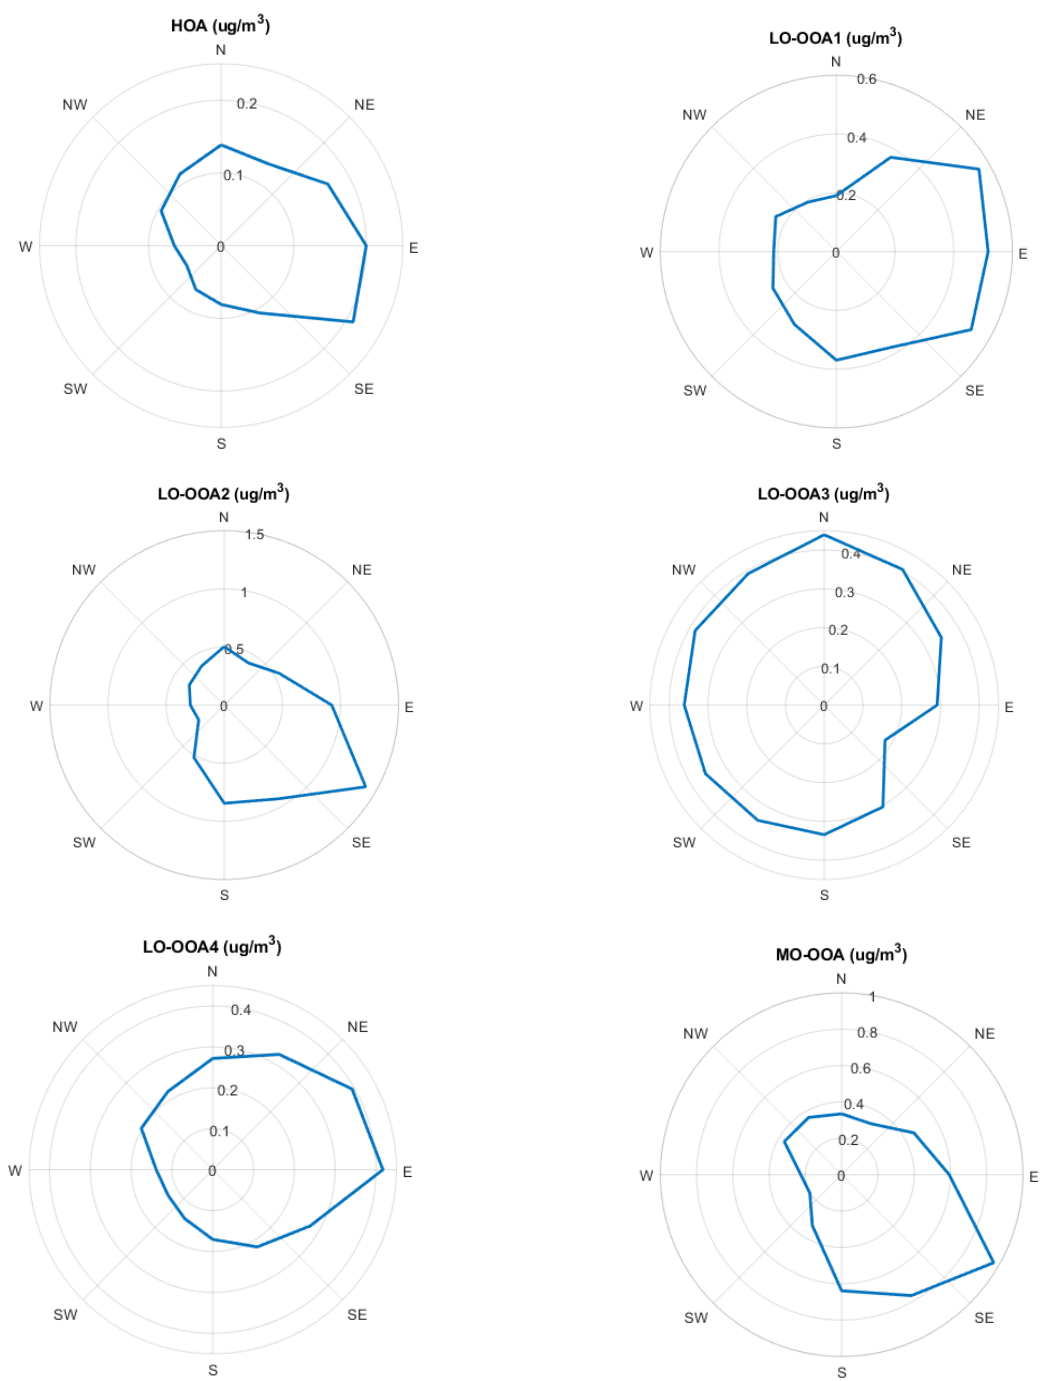 HOA (ug/m3)
N
NW
NE
0.2
0.1
W
0
E
SW
SE
S
LO-OOA1 (ug/m3)
N
0.6
NW
NE
0.4
0.2
W
0
E
SW
SE
S
LO-OOA2 (ug/m3)
N
1.5
NW
NE
1
0.5
W
0
E
SW
SE
S
LO-OOA3 (ug/m3)
N
0.4
NW
NE
0.3
0.2
0.1
W
0
E
SW
SE
S
LO-OOA4 (ug/m3)
N
0.4
NW
NE
0.3
0.2
0.1
W
0
E
SW
SE
S
MO-OOA (ug/m3)
N
1
NW
NE
0.8
0.6
0.4
0.2
W
0
E
SW
SE
S